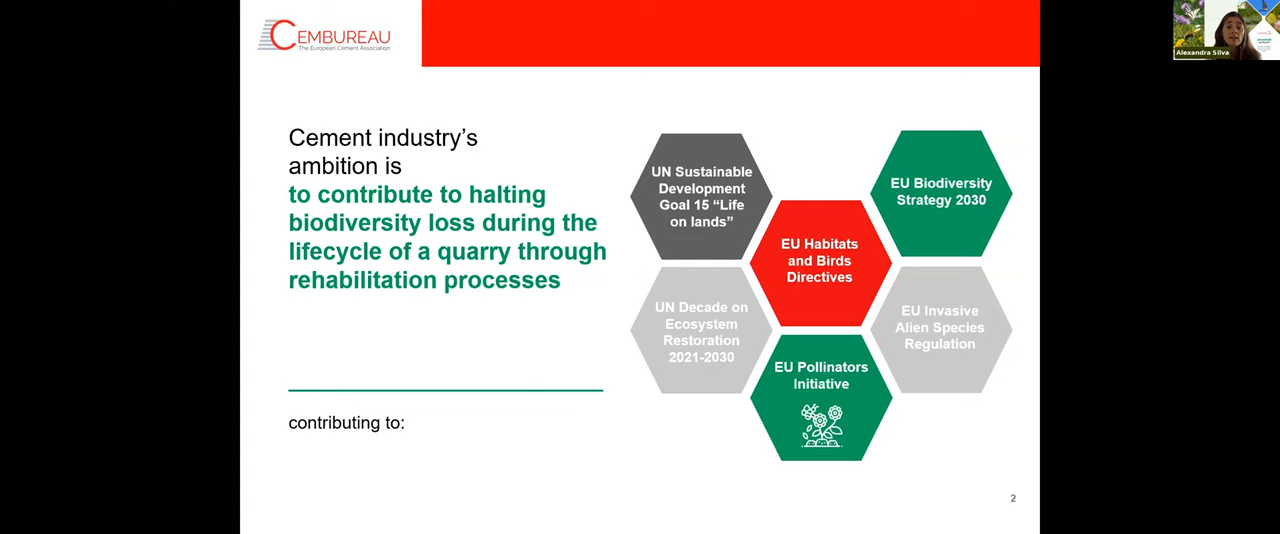 CEMBUREAU
The European Cement Association
Alexandra Silva
Cement industry's
ambition is
to contribute to halting
biodiversity loss during the
lifecycle of a quarry through
rehabilitation processes
contributing to:
UN Sustainable
Development
Goal 15 “Life
on lands”
EU Biodiversity
Strategy 2030
EU Habitats
and Birds
Directives
UN Decade on
Ecosystem
Restoration
2021-2030
EU Invasive
Alien Species
Regulation
EU Pollinators
Initiative
2